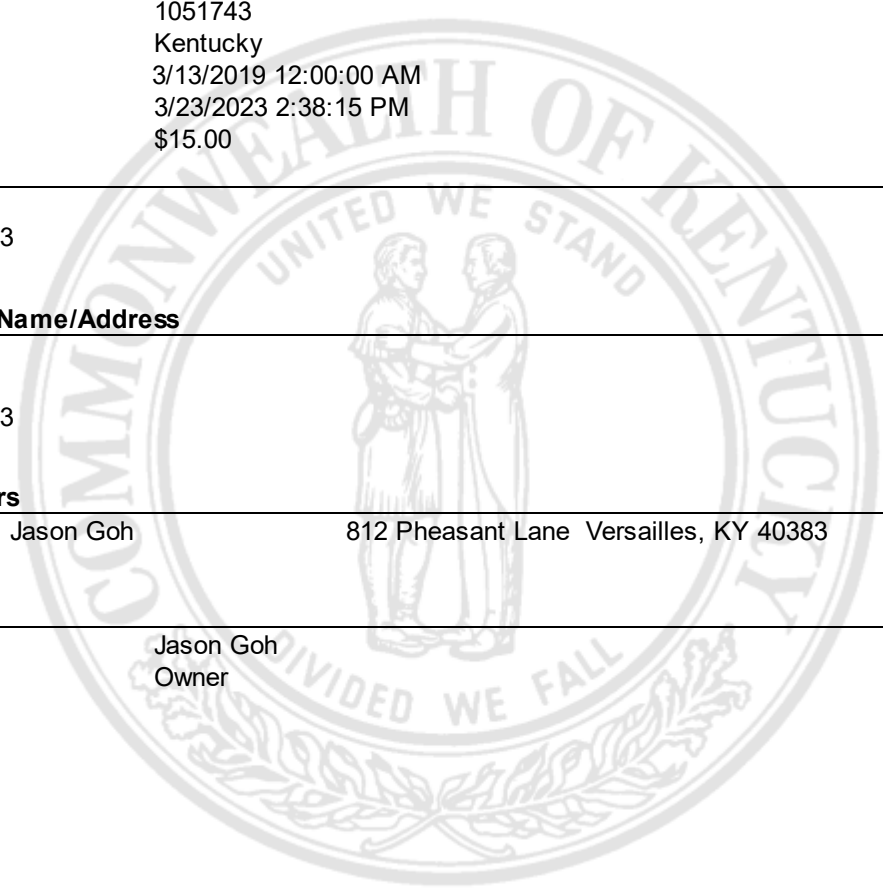 1051743
Kentucky
3/13/2019 12:00:00 AM
3/23/2023 2:38:15 PM
$15.00
3
Name/Address
3
rs
Jason Goh 812 Pheasant Lane Versailles, KY 40383
Jason Goh
Owner
COMMONWEALTH OF KENTUCKY
UNITED WE STAND
DIVIDED WE FALL